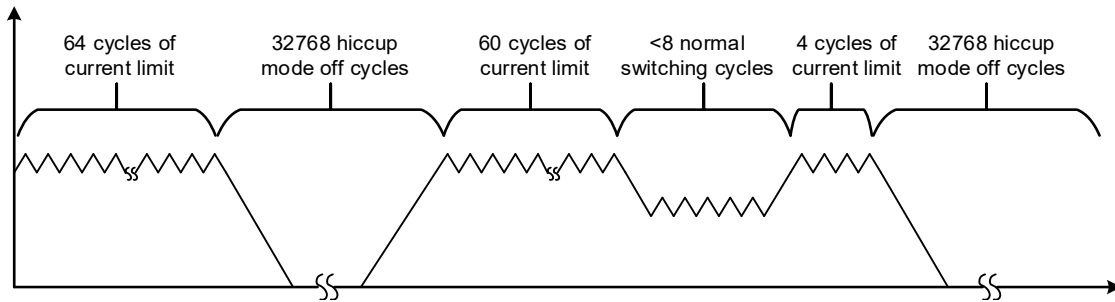 64 cycles of
current limit
32768 hiccup
mode off cycles
60 cycles of
current limit
<8 normal
switching cycles
4 cycles of
current limit
32768 hiccup
mode off cycles